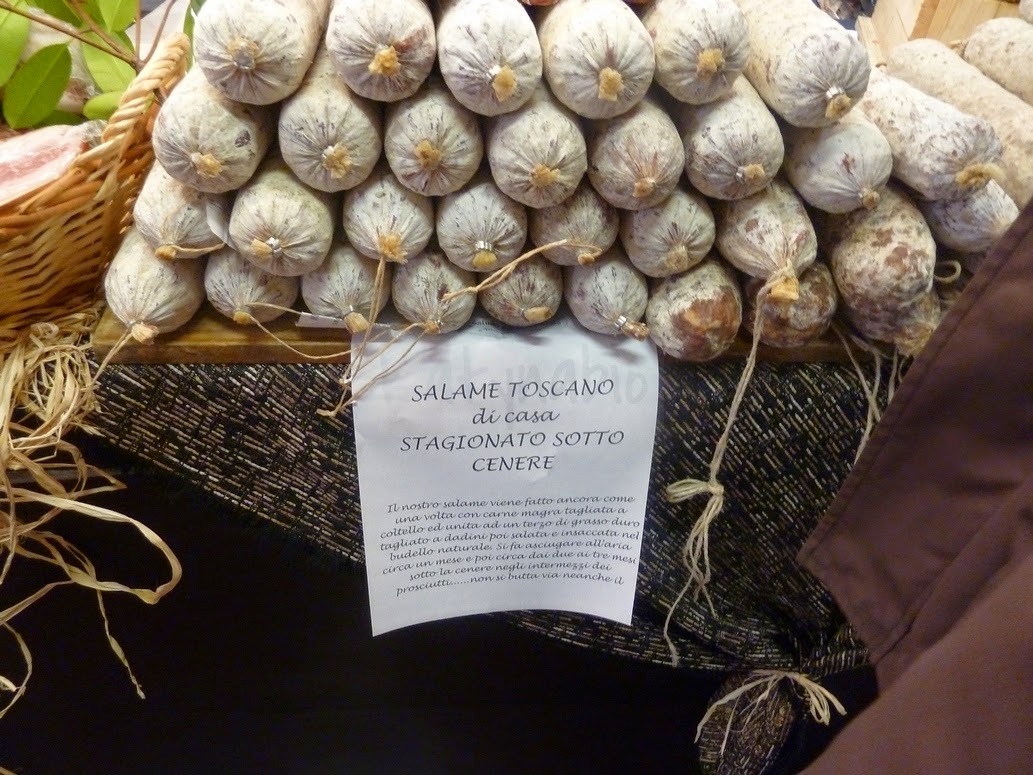 SALAME TOSCANO
di casa
STAGIONATO SOTTO
CENERE
Il nostro salame viene fatto ancora come
una volta con carne magra tagliata a
coltello ed unita ad un terzo di grasso duro
tagliato a dadini poi salata e insaccata nel
budello naturale. Si fa asciugare all'aria
circa un mese e poi circa dai due ai tre mesi
sotto la cenere negli intermezzi dei
prosciutti......non si butta via neanche il